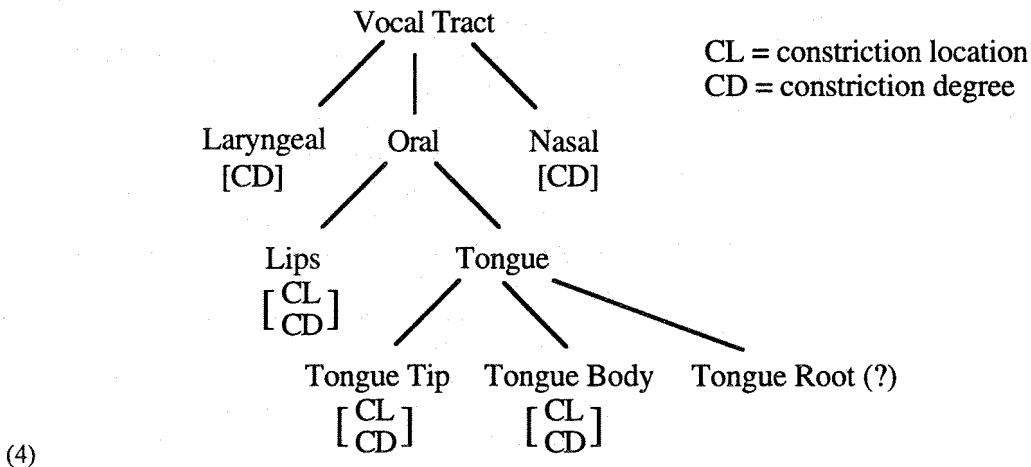 Vocal Tract
CL = constriction location
CD = constriction degree
Laryngeal Oral Nasal
[CD] [CD]
Lips Tongue
[CL
CD]
Tongue Tip Tongue Body Tongue Root (?)
[CL [CL
CD] CD]
(4)